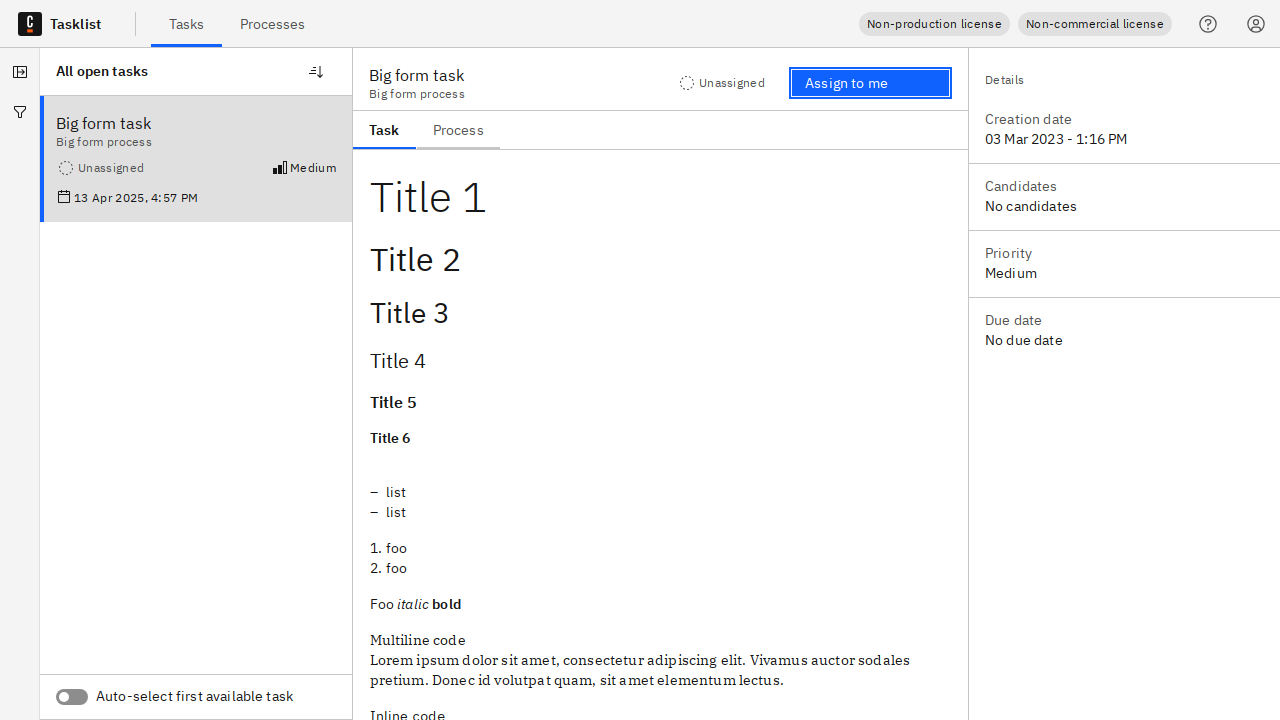 C Tasklist
Tasks
Processes
Non-production license
Non-commercial license
All open tasks
Big form task
Big form process
Unassigned
Medium
13 Apr 2025, 4:57 PM
Auto-select first available task
Big form task
Big form process
Unassigned
Assign to me
Task
Process
Title 1
Title 2
Title 3
Title 4
Title 5
Title 6
– list
– list
1. foo
2. foo
Foo italic bold
Multiline code
Lorem ipsum dolor sit amet, consectetur adipiscing elit. Vivamus auctor sodales
pretium. Donec id volutpat quam, sit amet elementum lectus.
Inline code
Details
Creation date
03 Mar 2023 - 1:16 PM
Candidates
No candidates
Priority
Medium
Due date
No due date